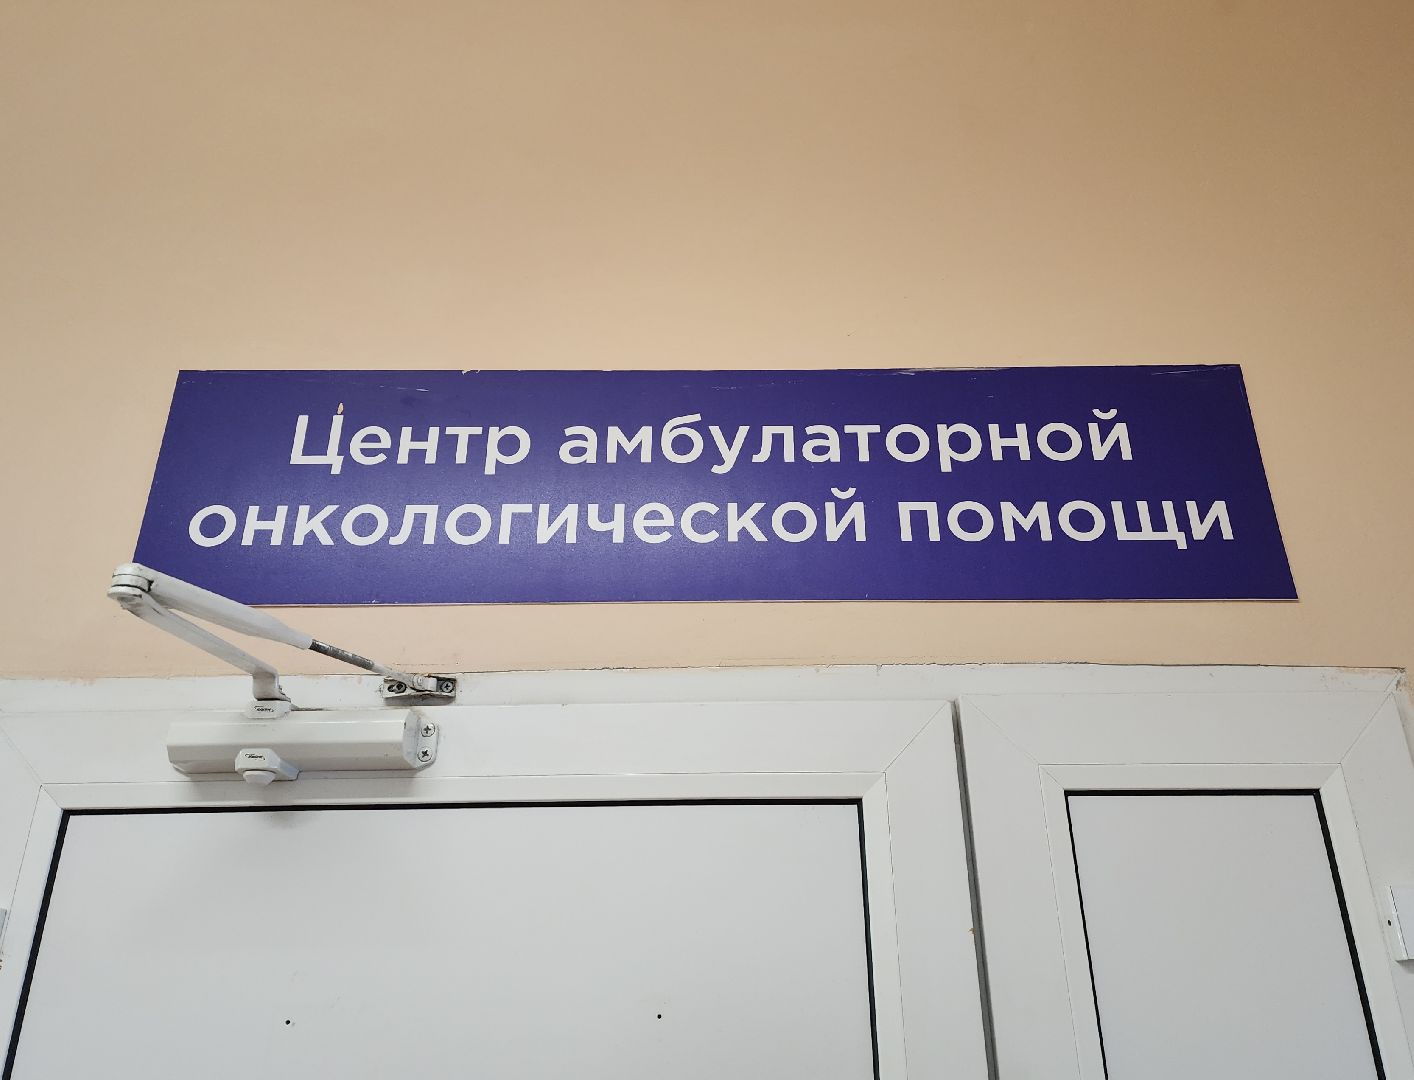 Центр амбулаторной
онкологической помощи